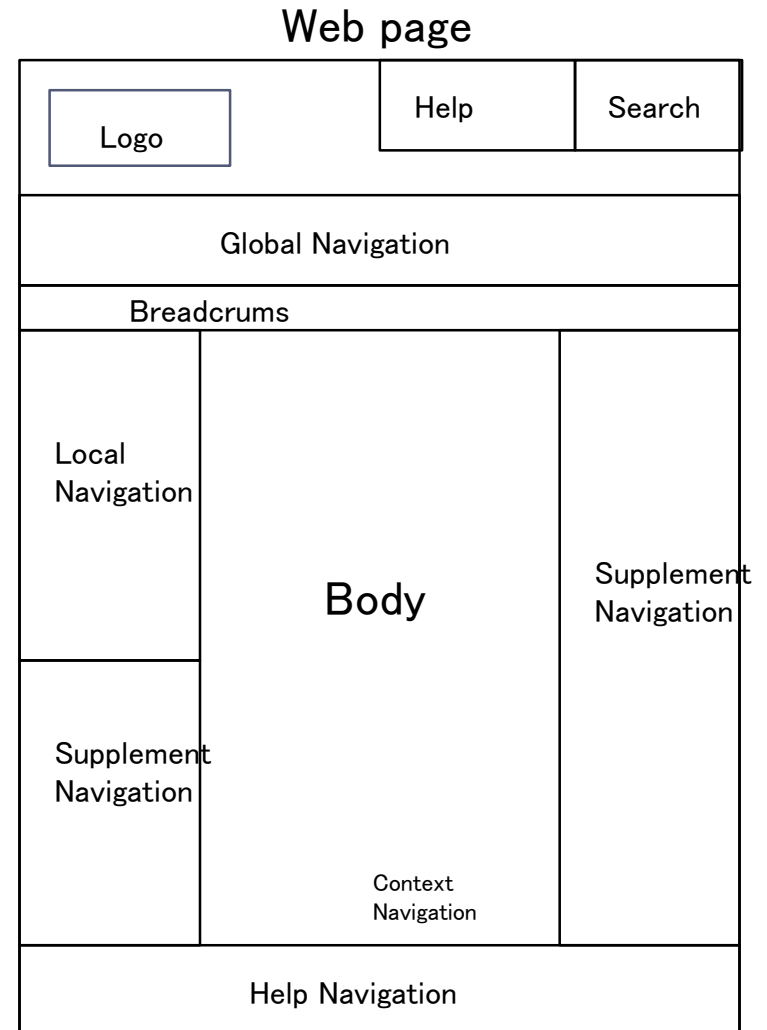 Web page
Logo
Help
Search
Global Navigation
Breadcrums
Local
Navigation
Body
Supplement
Navigation
Supplement
Navigation
Context
Navigation
Help Navigation